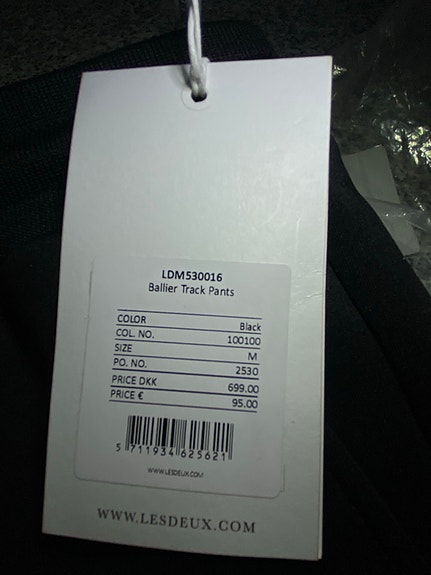 LDM530016
Ballier Track Pants
COLOR Black
COL. NO. 100100
SIZE M
PO. NO. 2530
PRICE DKK 699.00
PRICE € 95.00
5 711934 625621
WWW.LESDEUX.COM
WWW.LESDEUX.COM